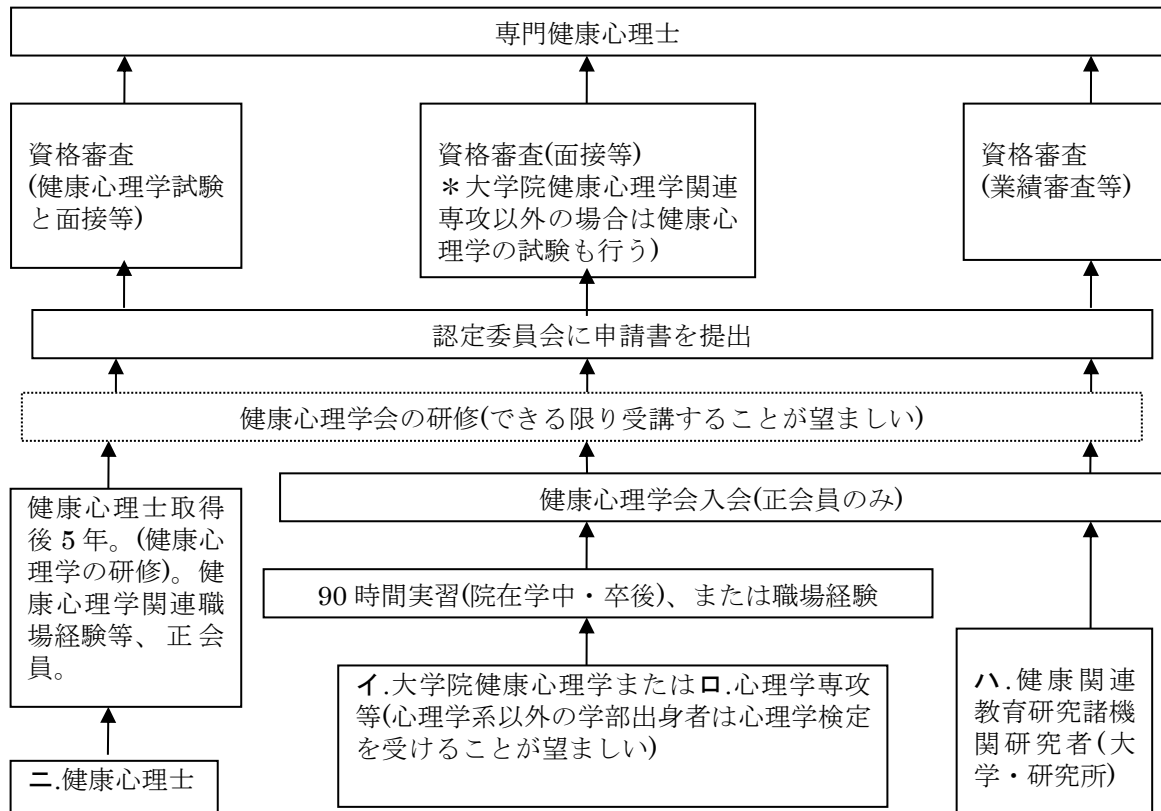 専門健康心理士
資格審査
(健康心理学試験
と面接等)
資格審査(面接等)
＊大学院健康心理学関連
専攻以外の場合は健康心
理学の試験も行う)
資格審査
(業績審査等)
認定委員会に申請書を提出
健康心理学会の研修(できる限り受講することが望ましい)
健康心理士取得
後 5 年。(健康心
理学の研修)。健
康心理学関連職
場経験等、正会
員。
健康心理学会入会(正会員のみ)
90 時間実習(院在学中・卒後)、または職場経験
イ.大学院健康心理学またはロ.心理学専攻
等(心理学系以外の学部出身者は心理学検定
を受けることが望ましい)
ハ.健康関連
教育研究諸機
関研究者(大
学・研究所)
ニ.健康心理士